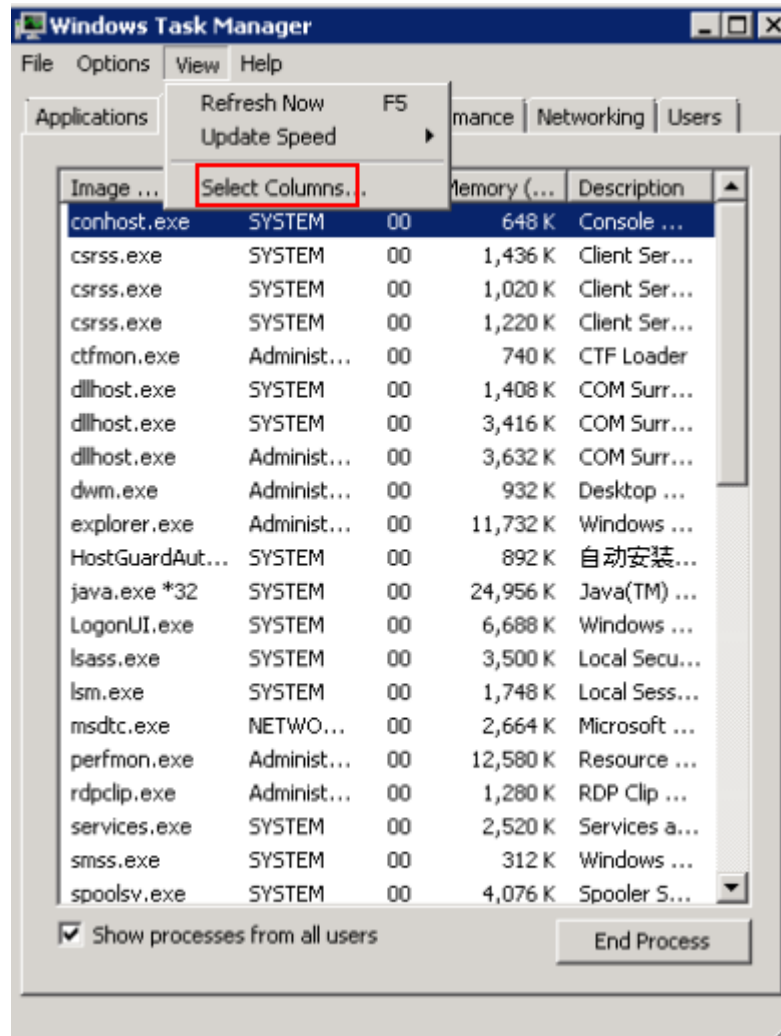 Windows Task Manager
File Options View Help
Refresh Now F5
Update Speed
Select Columns...
Applications mance Networking Users
Image ... Memory (... Description
conhost.exe SYSTEM 00 648 K Console ...
csrss.exe SYSTEM 00 1,436 K Client Ser...
csrss.exe SYSTEM 00 1,020 K Client Ser...
csrss.exe SYSTEM 00 1,220 K Client Ser...
ctfmon.exe Administ... 00 740 K CTF Loader
dllhost.exe SYSTEM 00 1,408 K COM Surr...
dllhost.exe SYSTEM 00 3,416 K COM Surr...
dllhost.exe Administ... 00 3,632 K COM Surr...
dwm.exe Administ... 00 932 K Desktop ...
explorer.exe Administ... 00 11,732 K Windows ...
HostGuardAut... SYSTEM 00 892 K 自动安装...
java.exe *32 SYSTEM 00 24,956 K Java(TM) ...
LogonUI.exe SYSTEM 00 6,688 K Windows ...
lsass.exe SYSTEM 00 3,500 K Local Secu...
lsm.exe SYSTEM 00 1,748 K Local Sess...
msdtc.exe NETWO... 00 2,664 K Microsoft ...
perfmon.exe Administ... 00 12,580 K Resource ...
rdpclip.exe Administ... 00 1,280 K RDP Clip ...
services.exe SYSTEM 00 2,520 K Services a...
smss.exe SYSTEM 00 312 K Windows ...
spoolsv.exe SYSTEM 00 4,076 K Spooler S...
Show processes from all users
End Process